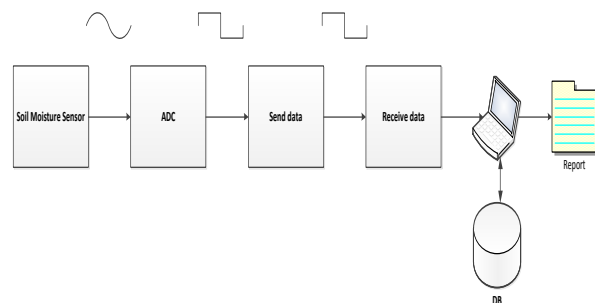 Soil Moisture Sensor
ADC
Send data
Receive data
Report
DB